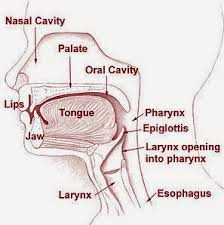 Nasal Cavity
Palate
Oral Cavity
Lips
Tongue
Jaw
Pharynx
Epiglottis
Larynx opening
into pharynx
Larynx
Esophagus